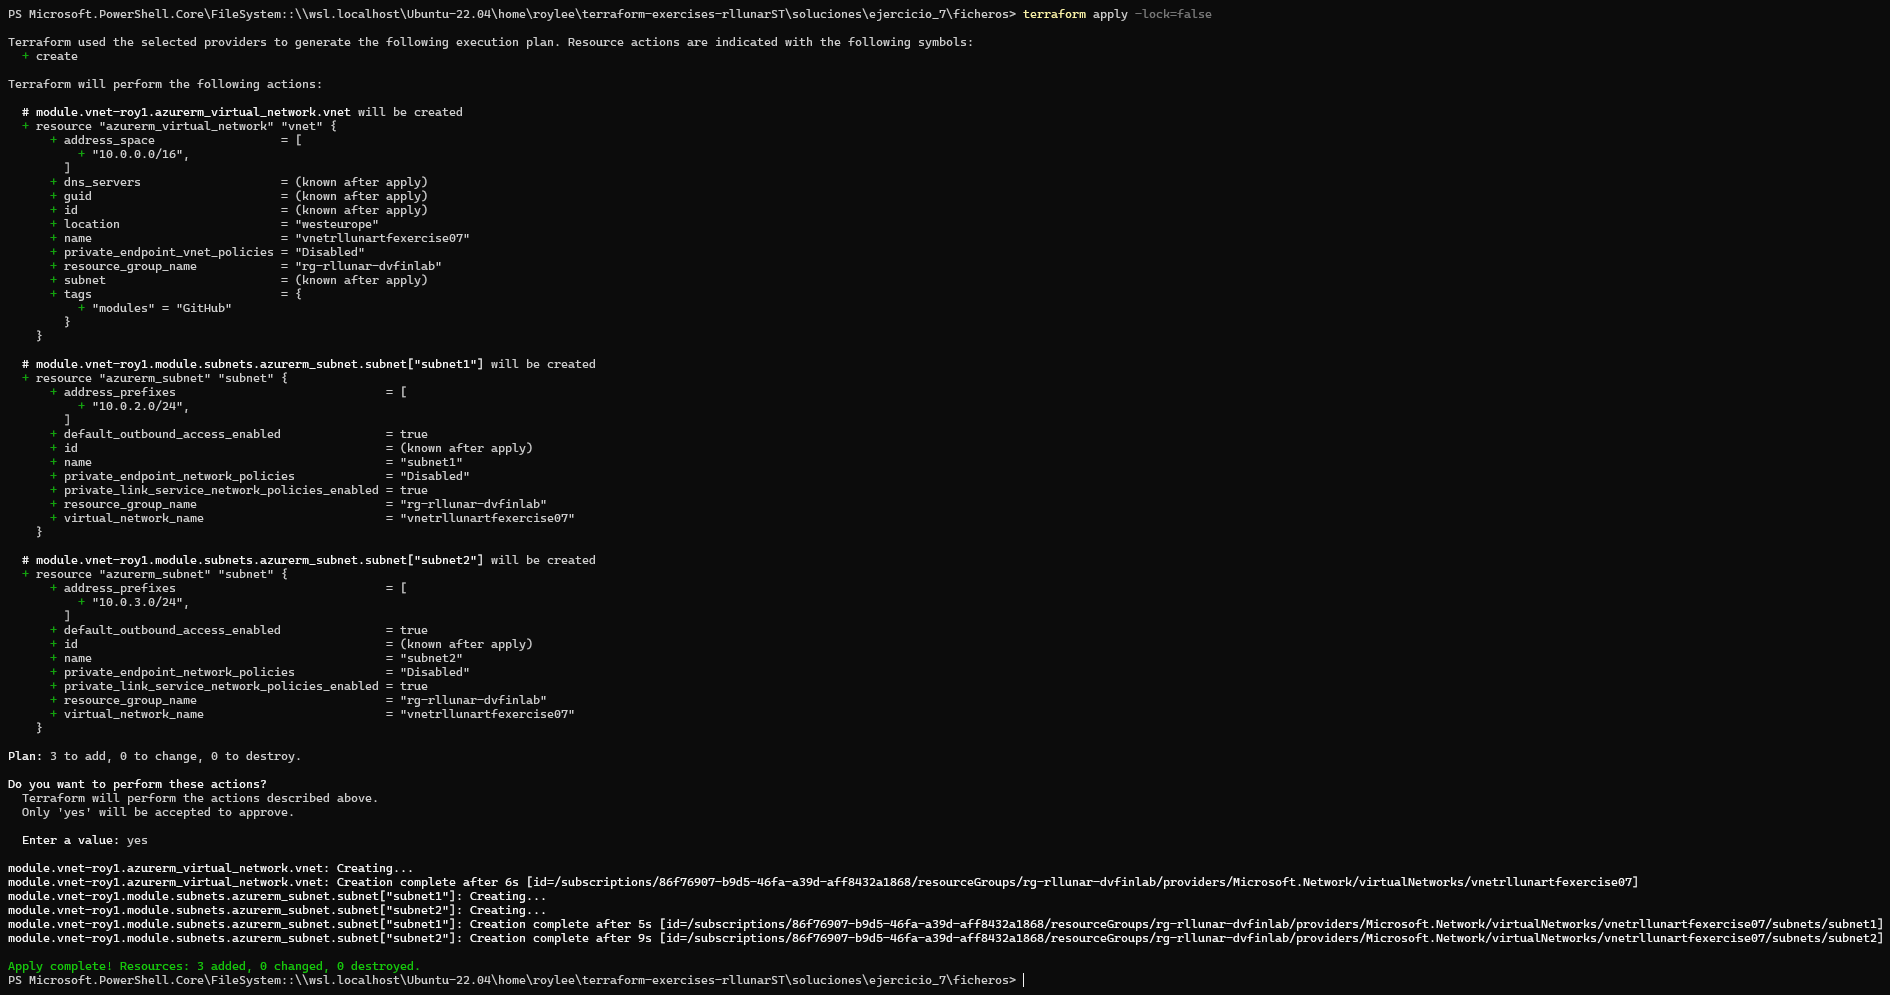 PS Microsoft.PowerShell.Core\FileSystem::\\wsl.localhost\Ubuntu-22.04\home\roylee\terraform-exercises-rllunarST\soluciones\ejercicio_7\ficheros> terraform apply -lock=false

Terraform used the selected providers to generate the following execution plan. Resource actions are indicated with the following symbols:
  + create

Terraform will perform the following actions:

  # module.vnet-roy1.azurerm_virtual_network.vnet will be created
  + resource "azurerm_virtual_network" "vnet" {
      + address_space                  = [
          + "10.0.0.0/16",
        ]
      + dns_servers                    = (known after apply)
      + guid                           = (known after apply)
      + id                             = (known after apply)
      + location                       = "westeurope"
      + name                           = "vnetrllunartfexercise07"
      + private_endpoint_vnet_policies = "Disabled"
      + resource_group_name            = "rg-rllunar-dvfinlab"
      + subnet                         = (known after apply)
      + tags                           = {
          + "modules" = "GitHub"
        }
    }

  # module.vnet-roy1.module.subnets.azurerm_subnet.subnet["subnet1"] will be created
  + resource "azurerm_subnet" "subnet" {
      + address_prefixes                              = [
          + "10.0.2.0/24",
        ]
      + default_outbound_access_enabled               = true
      + id                                            = (known after apply)
      + name                                          = "subnet1"
      + private_endpoint_network_policies             = "Disabled"
      + private_link_service_network_policies_enabled = true
      + resource_group_name                           = "rg-rllunar-dvfinlab"
      + virtual_network_name                          = "vnetrllunartfexercise07"
    }

  # module.vnet-roy1.module.subnets.azurerm_subnet.subnet["subnet2"] will be created
  + resource "azurerm_subnet" "subnet" {
      + address_prefixes                              = [
          + "10.0.3.0/24",
        ]
      + default_outbound_access_enabled               = true
      + id                                            = (known after apply)
      + name                                          = "subnet2"
      + private_endpoint_network_policies             = "Disabled"
      + private_link_service_network_policies_enabled = true
      + resource_group_name                           = "rg-rllunar-dvfinlab"
      + virtual_network_name                          = "vnetrllunartfexercise07"
    }

Plan: 3 to add, 0 to change, 0 to destroy.

Do you want to perform these actions?
  Terraform will perform the actions described above.
  Only 'yes' will be accepted to approve.

  Enter a value: yes

module.vnet-roy1.azurerm_virtual_network.vnet: Creating...
module.vnet-roy1.azurerm_virtual_network.vnet: Creation complete after 6s [id=/subscriptions/86f76907-b9d5-46fa-a39d-aff8432a1868/resourceGroups/rg-rllunar-dvfinlab/providers/Microsoft.Network/virtualNetworks/vnetrllunartfexercise07]
module.vnet-roy1.module.subnets.azurerm_subnet.subnet["subnet1"]: Creating...
module.vnet-roy1.module.subnets.azurerm_subnet.subnet["subnet2"]: Creating...
module.vnet-roy1.module.subnets.azurerm_subnet.subnet["subnet1"]: Creation complete after 5s [id=/subscriptions/86f76907-b9d5-46fa-a39d-aff8432a1868/resourceGroups/rg-rllunar-dvfinlab/providers/Microsoft.Network/virtualNetworks/vnetrllunartfexercise07/subnets/subnet1]
module.vnet-roy1.module.subnets.azurerm_subnet.subnet["subnet2"]: Creation complete after 9s [id=/subscriptions/86f76907-b9d5-46fa-a39d-aff8432a1868/resourceGroups/rg-rllunar-dvfinlab/providers/Microsoft.Network/virtualNetworks/vnetrllunartfexercise07/subnets/subnet2]

Apply complete! Resources: 3 added, 0 changed, 0 destroyed.
PS Microsoft.PowerShell.Core\FileSystem::\\wsl.localhost\Ubuntu-22.04\home\roylee\terraform-exercises-rllunarST\soluciones\ejercicio_7\ficheros>